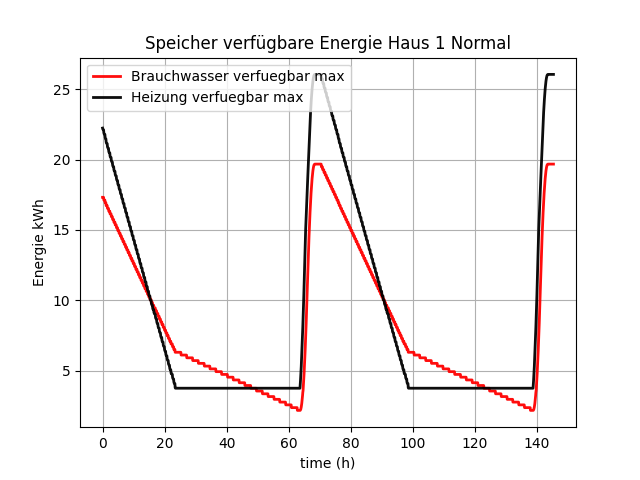 Speicher verfügbare Energie Haus 1 Normal
Brauchwasser verfuegbar max
Heizung verfuegbar max
25
20
15
10
5
Energie kWh
0 20 40 60 80 100 120 140
time (h)